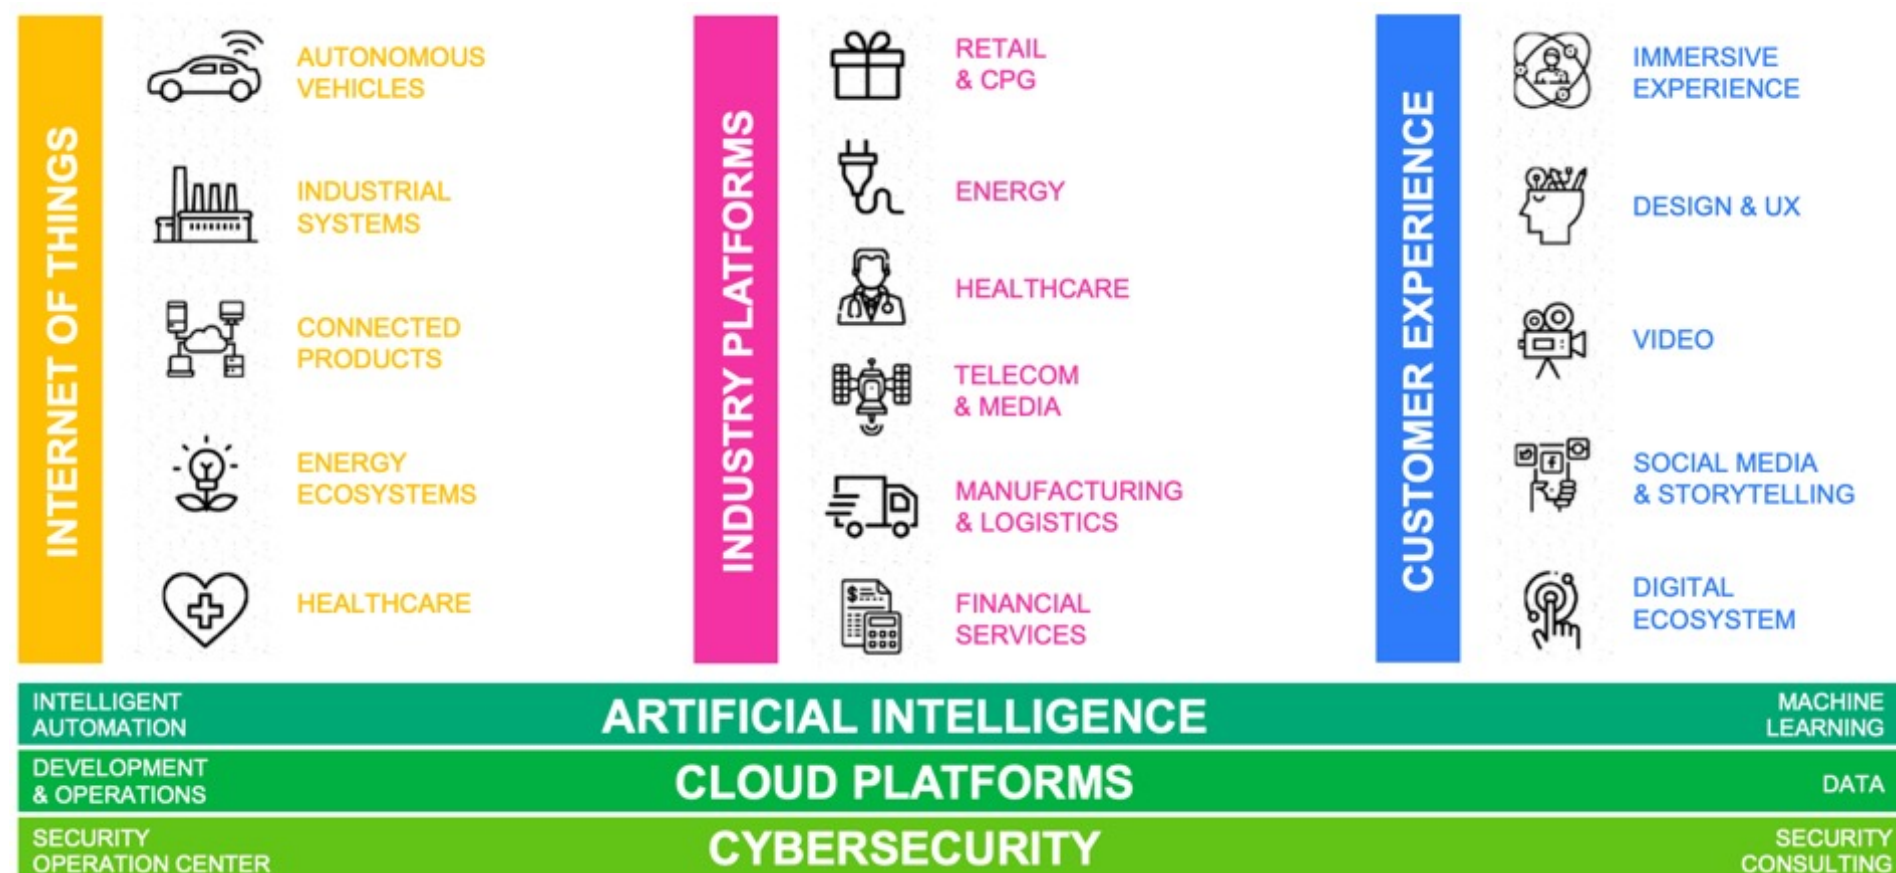 INTERNET OF THINGS
AUTONOMOUS
VEHICLES
INDUSTRIAL
SYSTEMS
CONNECTED
PRODUCTS
ENERGY
ECOSYSTEMS
HEALTHCARE
INDUSTRY PLATFORMS
RETAIL
& CPG
ENERGY
HEALTHCARE
TELECOM
& MEDIA
MANUFACTURING
& LOGISTICS
FINANCIAL
SERVICES
CUSTOMER EXPERIENCE
IMMERSIVE
EXPERIENCE
DESIGN & UX
VIDEO
SOCIAL MEDIA
& STORYTELLING
DIGITAL
ECOSYSTEM
INTELLIGENT
AUTOMATION
ARTIFICIAL INTELLIGENCE
MACHINE
LEARNING
DEVELOPMENT
& OPERATIONS
CLOUD PLATFORMS
DATA
SECURITY
OPERATION CENTER
CYBERSECURITY
SECURITY
CONSULTING